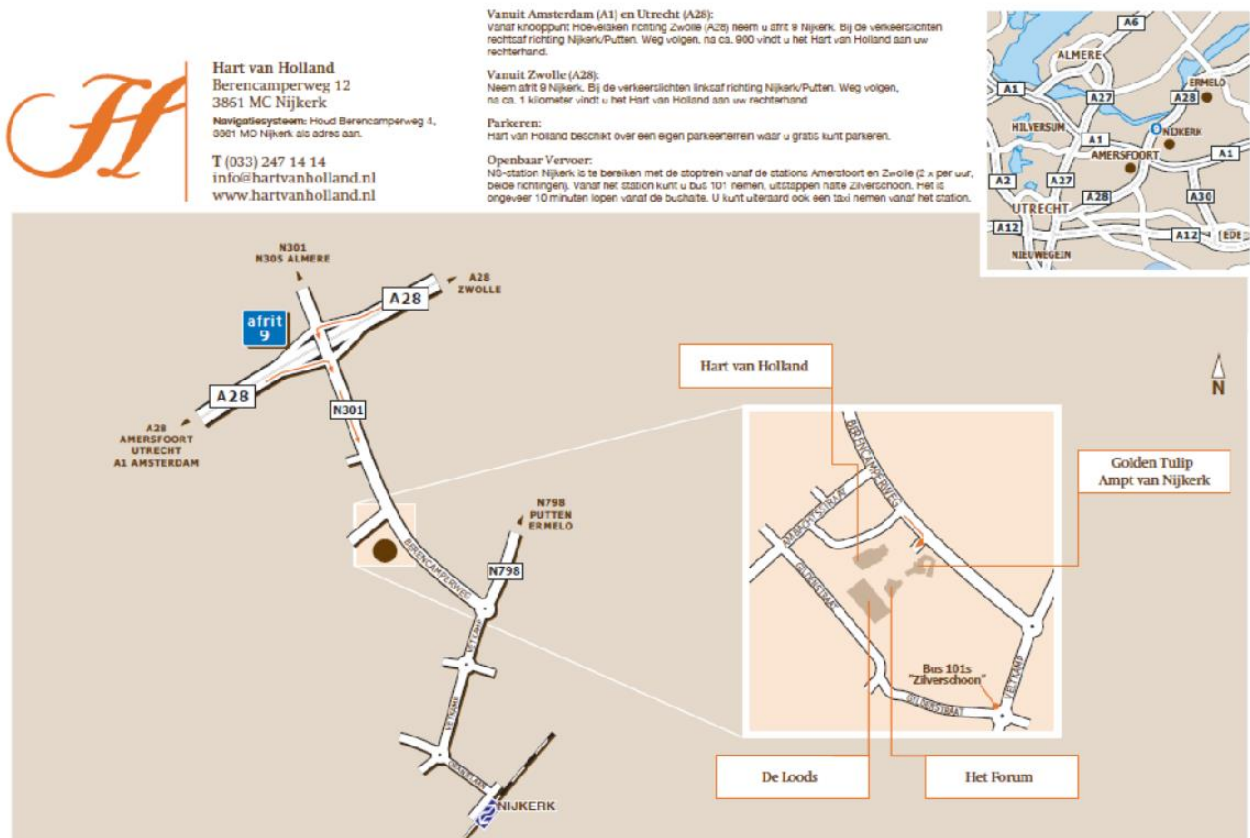 Hart van Holland
Berencamperweg 12
3861 MC Nijkerk
Navigatiesysteem: Houd Berencamperweg 4,
3861 MC Nijkerk als adres aan.
T (033) 247 14 14
info@hartvanholland.nl
www.hartvanholland.nl
Vanuit Amsterdam (A1) en Utrecht (A28):
Vanaf knooppunt Hoevelaken richting Zwolle (A28) neem u afrit 9 Nijkerk. Bij de verkeerslichten
rechtsaf richting Nijkerk/Putten. Weg volgen, na ca. 900 vindt u het Hart van Holland aan uw
rechterhand.
Vanuit Zwolle (A28):
Neem afrit 9 Nijkerk. Bij de verkeerslichten linksaf richting Nijkerk/Putten. Weg volgen,
na ca. 1 kilometer vindt u het Hart van Holland aan uw rechterhand
Parkeren:
Hart van Holland beschikt over een eigen parkeerterrein waar u gratis kunt parkeren.
Openbaar Vervoer:
NS-station Nijkerk is te bereiken met de stoptrein vanaf de stations Amersfoort en Zwolle (2 x per uur,
beide richtingen). Vanaf het station kunt u bus 101 nemen, uitstappen halte Zilverschoon. Het is
ongeveer 10 minuten lopen vanaf de bushalte. U kunt uiteraard ook een taxi nemen vanaf het station.
A6
ALMERE
ERMELO
A1
A27
A28
HILVERSUM
9
NIJKERK
A1
AMERSFOORT
A1
A2
A27
A28
A30
UTRECHT
A12
A12
EDE
NIEUWEGEIN
N301
N305 ALMERE
A28
ZWOLLE
A28
afrit
9
A28
N301
A28
AMERSFOORT
UTRECHT
A1 AMSTERDAM
N798
PUTTEN
ERMELO
BERENCAMPERWEG
N798
VETKAMP
VETKAMP
ORANJELAAN
NIJKERK
Hart van Holland
N
Golden Tulip
Ampt van Nijkerk
BERENCAMPERWEG
AMBACHTSSTRAAT
GILDENSTRAAT
Bus 101s
"Zilverschoon"
VELTKAMP
GILDENSTRAAT
De Loods
Het Forum